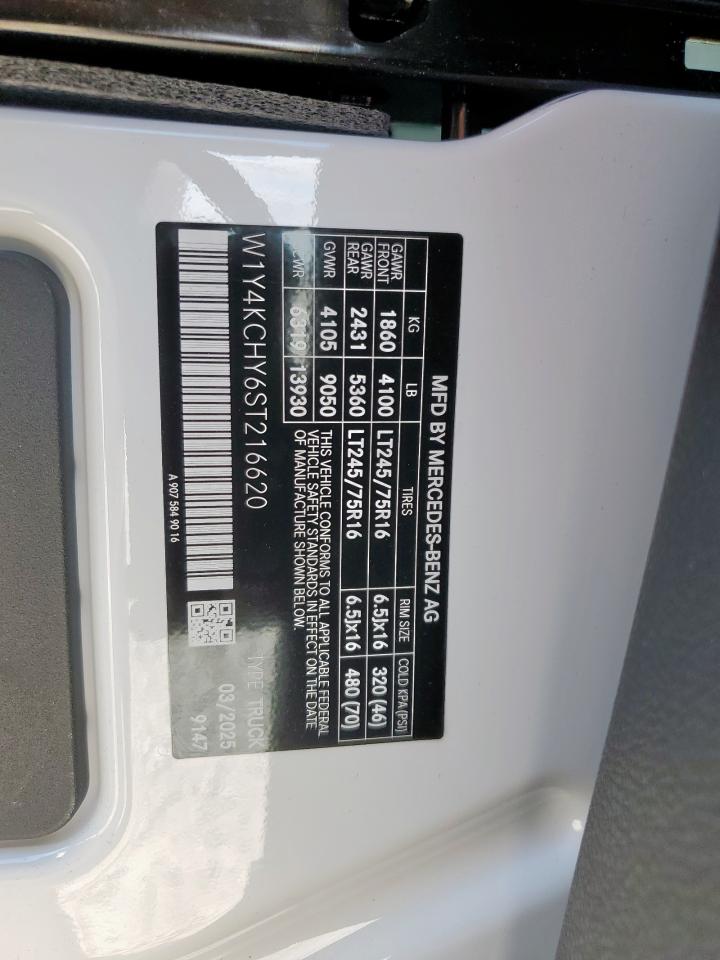 MFD BY MERCEDES-BENZ AG
KG LB TIRES RIM SIZE COLD KPA (PSI)
GAWR FRONT 1860 4100 LT245/75R16 6.5Jx16 320 (46)
GAWR REAR 2431 5360 LT245/75R16 6.5Jx16 480 (70)
GVWR 4105 9050
6319 13930
THIS VEHICLE CONFORMS TO ALL APPLICABLE FEDERAL
VEHICLE SAFETY STANDARDS IN EFFECT ON THE DATE
OF MANUFACTURE SHOWN BELOW.
W1Y4KCHY6ST216620
TYPE TRUCK
03/2025
9147
A 907 584 90 16